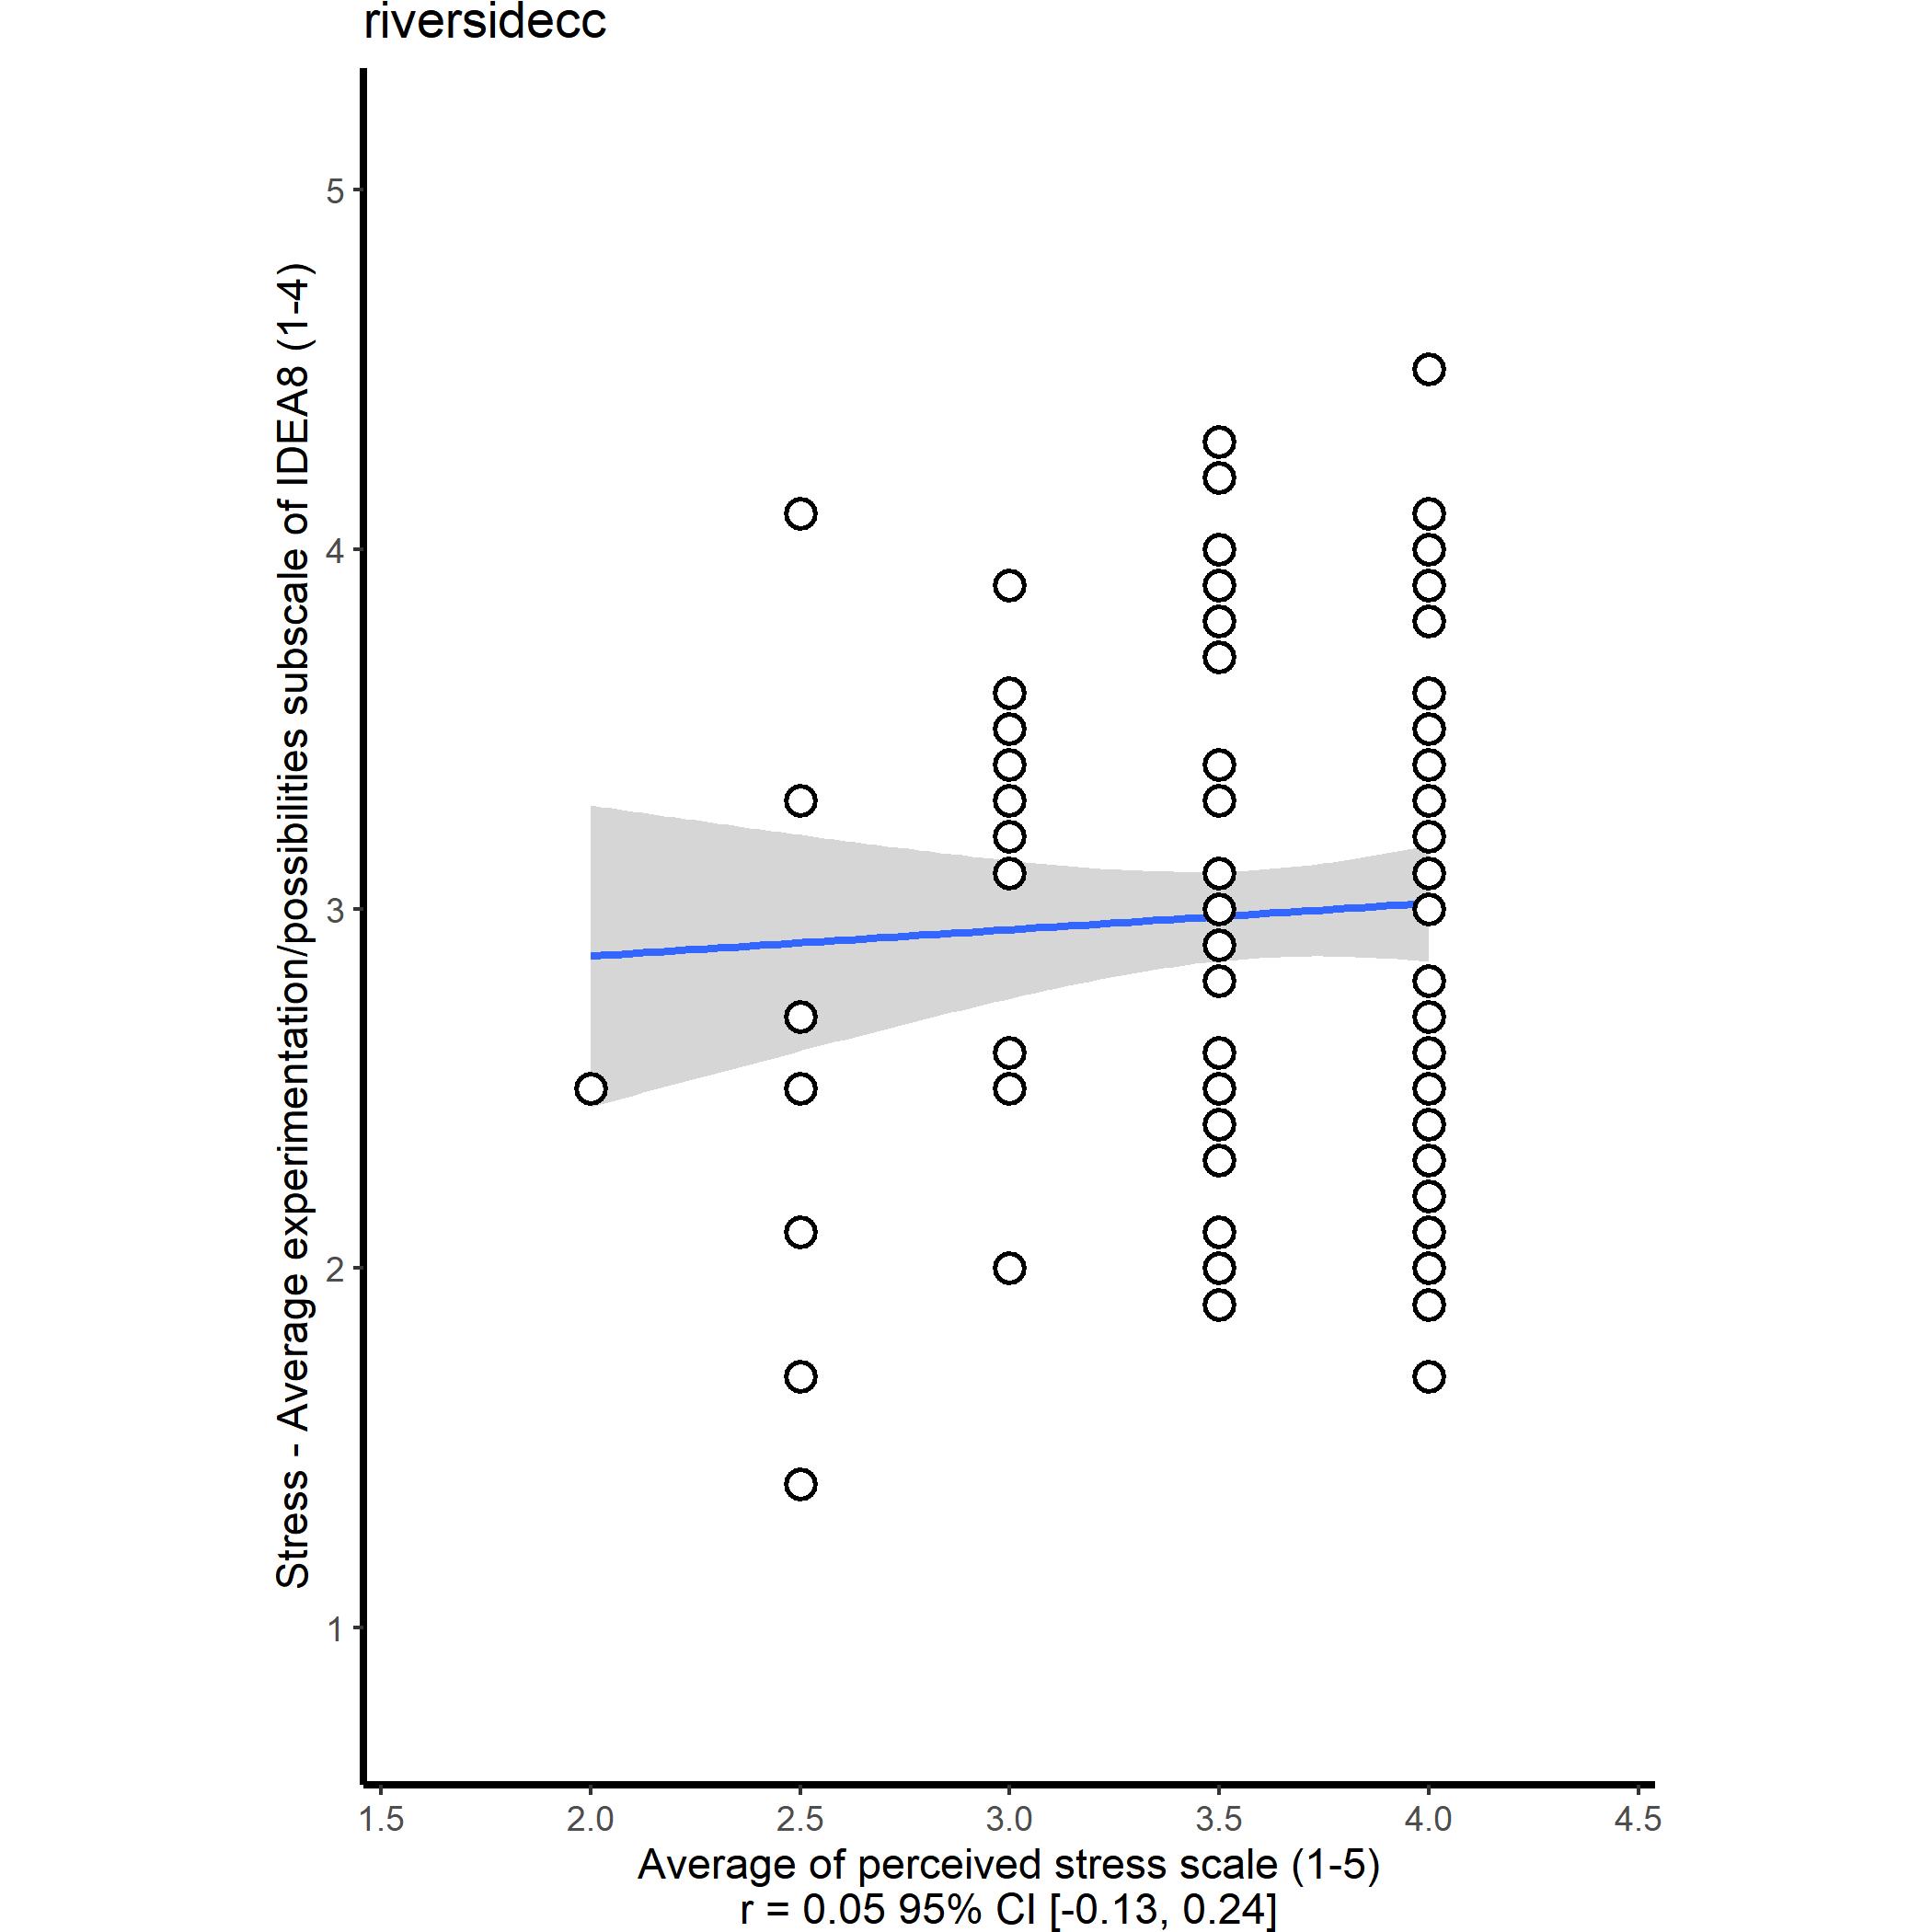 riversidecc
Stress - Average experimentation/possibilities subscale of IDEA8 (1-4)
5
4
3
2
1
1.5 2.0 2.5 3.0 3.5 4.0 4.5
Average of perceived stress scale (1-5)
r = 0.05 95% CI [-0.13, 0.24]